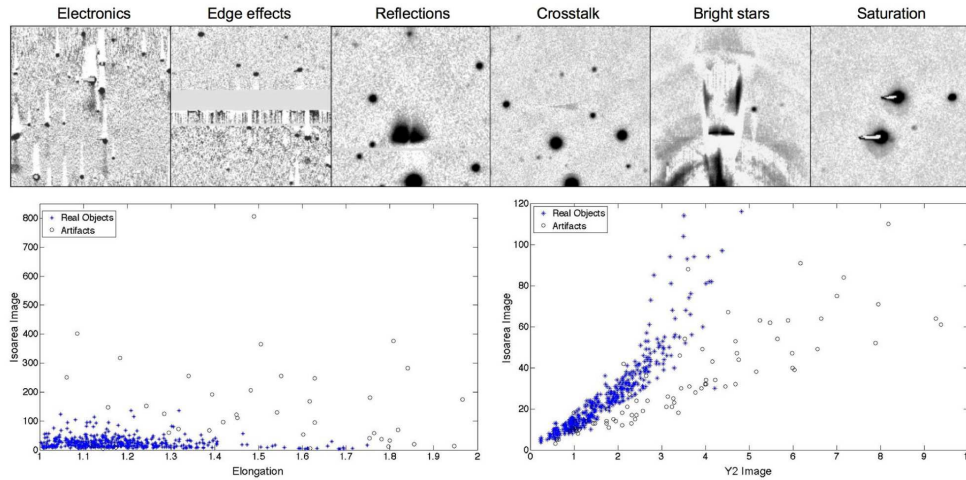 Electronics Edge effects Reflections Crosstalk Bright stars Saturation
Real Objects
Artifacts
Isoarea Image
800
700
600
500
400
300
200
100
0
1 1.1 1.2 1.3 1.4 1.5 1.6 1.7 1.8 1.9 2
Elongation
Real Objects
Artifacts
Isoarea Image
120
100
80
60
40
20
0
0 1 2 3 4 5 6 7 8 9 10
Y2 Image